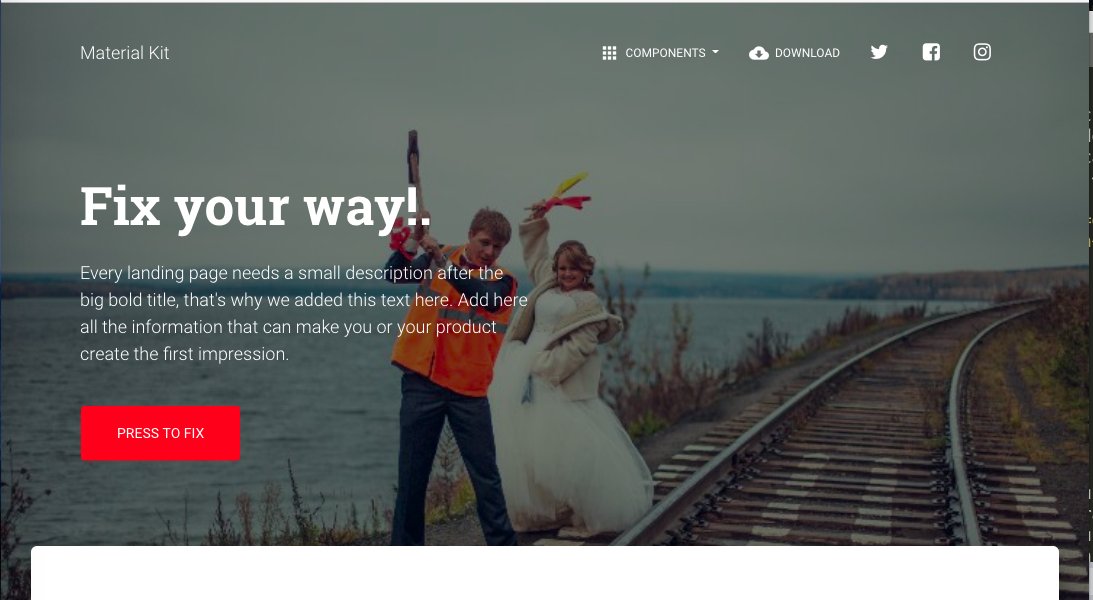 Material Kit
COMPONENTS
DOWNLOAD
Fix your way!.
Every landing page needs a small description after the
big bold title, that's why we added this text here. Add here
all the information that can make you or your product
create the first impression.
PRESS TO FIX